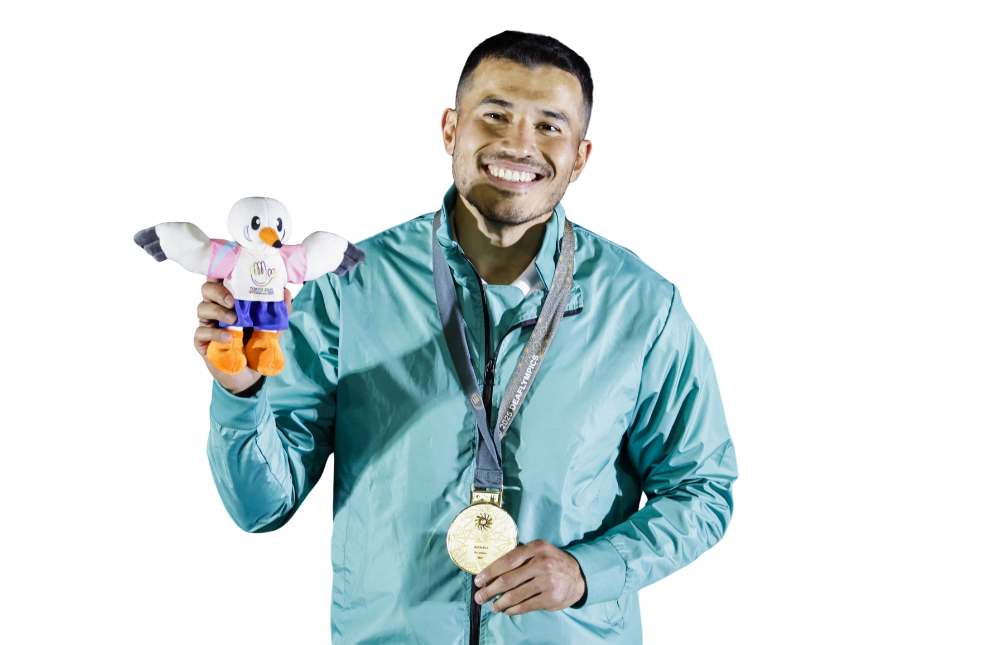 TOKYO 2025
2025 DEAFLYMPICS
Athletics
Decathlon
Men